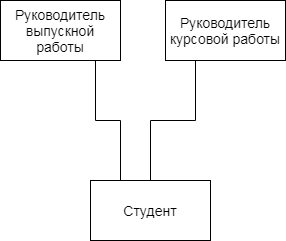 Руководитель
выпускной
работы
Руководитель
курсовой работы
Студент